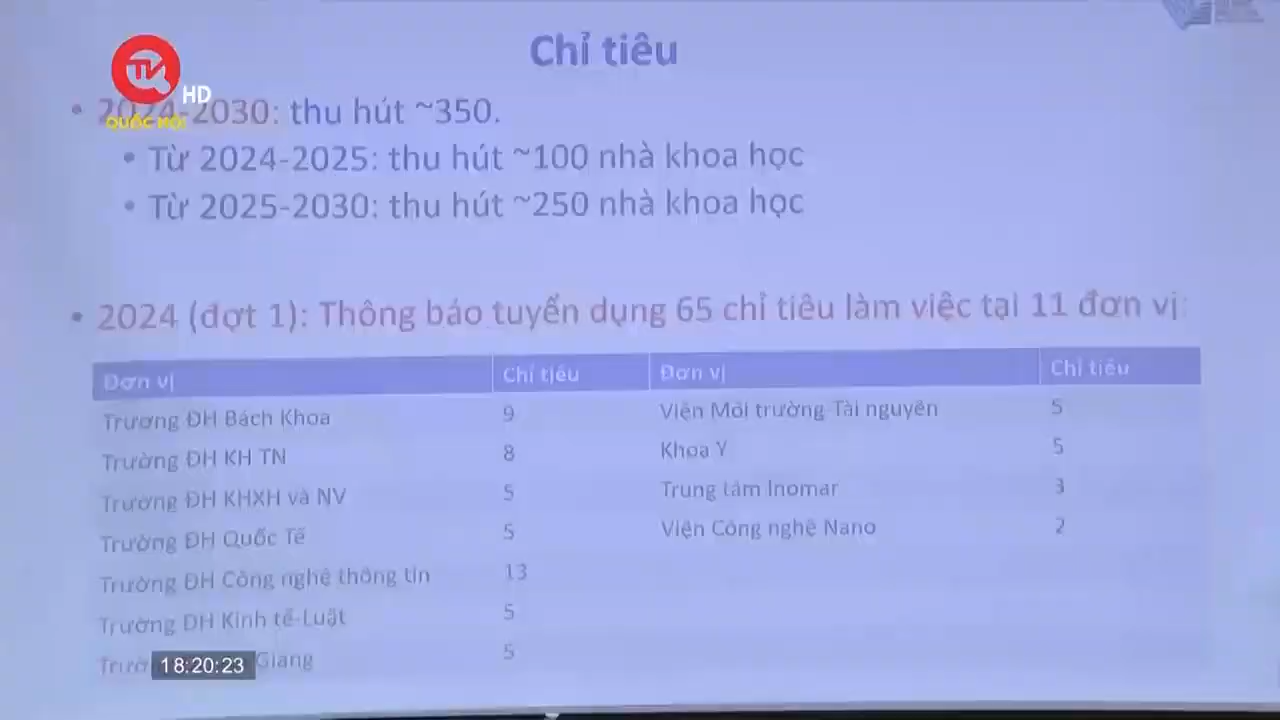 Chỉ tiêu
HD
QUỐC HỘI
• 2024-2030: thu hút ~350.
• Từ 2024-2025: thu hút ~100 nhà khoa học
• Từ 2025-2030: thu hút ~250 nhà khoa học
• 2024 (đợt 1): Thông báo tuyển dụng 65 chỉ tiêu làm việc tại 11 đơn vị:
Đơn vị Chỉ tiêu Đơn vị Chỉ tiêu
Trường ĐH Bách Khoa 9 Viện Môi trường Tài nguyên 5
Trường ĐH KH TN 8 Khoa Y 5
Trường ĐH KHXH và NV 5 Trung tâm Inomar 3
Trường ĐH Quốc Tế 5 Viện Công nghệ Nano 2
Trường ĐH Công nghệ thông tin 13
Trường ĐH Kinh tế-Luật 5
Giang 5
18:20:23